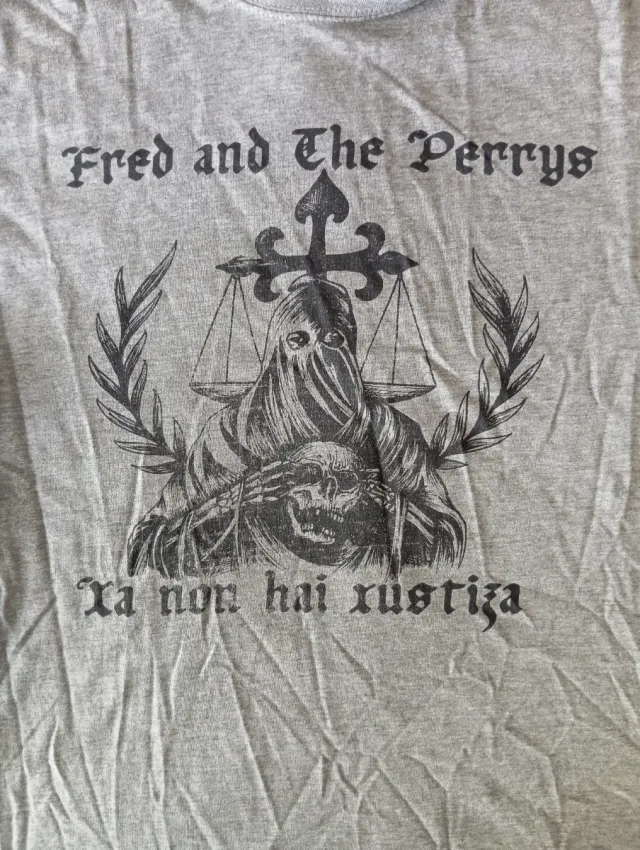 Fred and The Perrys
Xa non hai xustiza